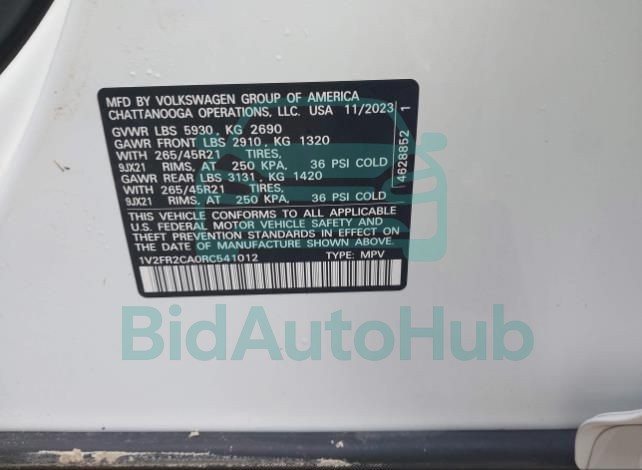 MFD BY VOLKSWAGEN GROUP OF AMERICA
CHATTANOOGA OPERATIONS, LLC. USA 11/2023
GVWR LBS 5930, KG 2690
GAWR FRONT LBS 2910, KG 1320
WITH 265/45R21 TIRES,
9JX21 RIMS, AT 250 KPA, 36 PSI COLD
GAWR REAR LBS 3131, KG 1420
WITH 265/45R21 TIRES,
9JX21 RIMS, AT 250 KPA, 36 PSI COLD
THIS VEHICLE CONFORMS TO ALL APPLICABLE
U.S. FEDERAL MOTOR VEHICLE SAFETY AND
THEFT PREVENTION STANDARDS IN EFFECT ON
THE DATE OF MANUFACTURE SHOWN ABOVE.
1V2FR2CA0RC541012 TYPE: MPV
4628852 1
BidAutoHub